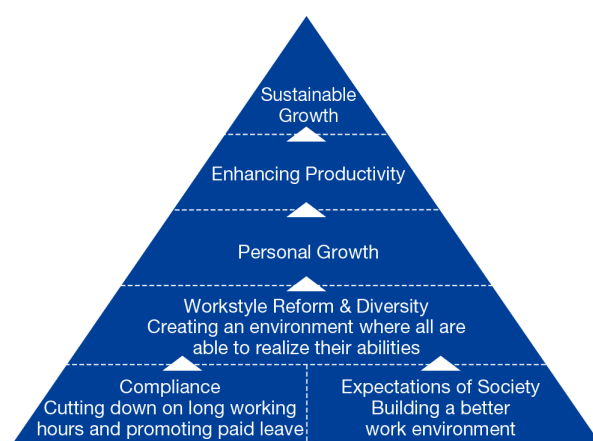 Sustainable
Growth
Enhancing Productivity
Personal Growth
Workstyle Reform & Diversity
Creating an environment where all are
able to realize their abilities
Compliance
Cutting down on long working
hours and promoting paid leave
Expectations of Society
Building a better
work environment